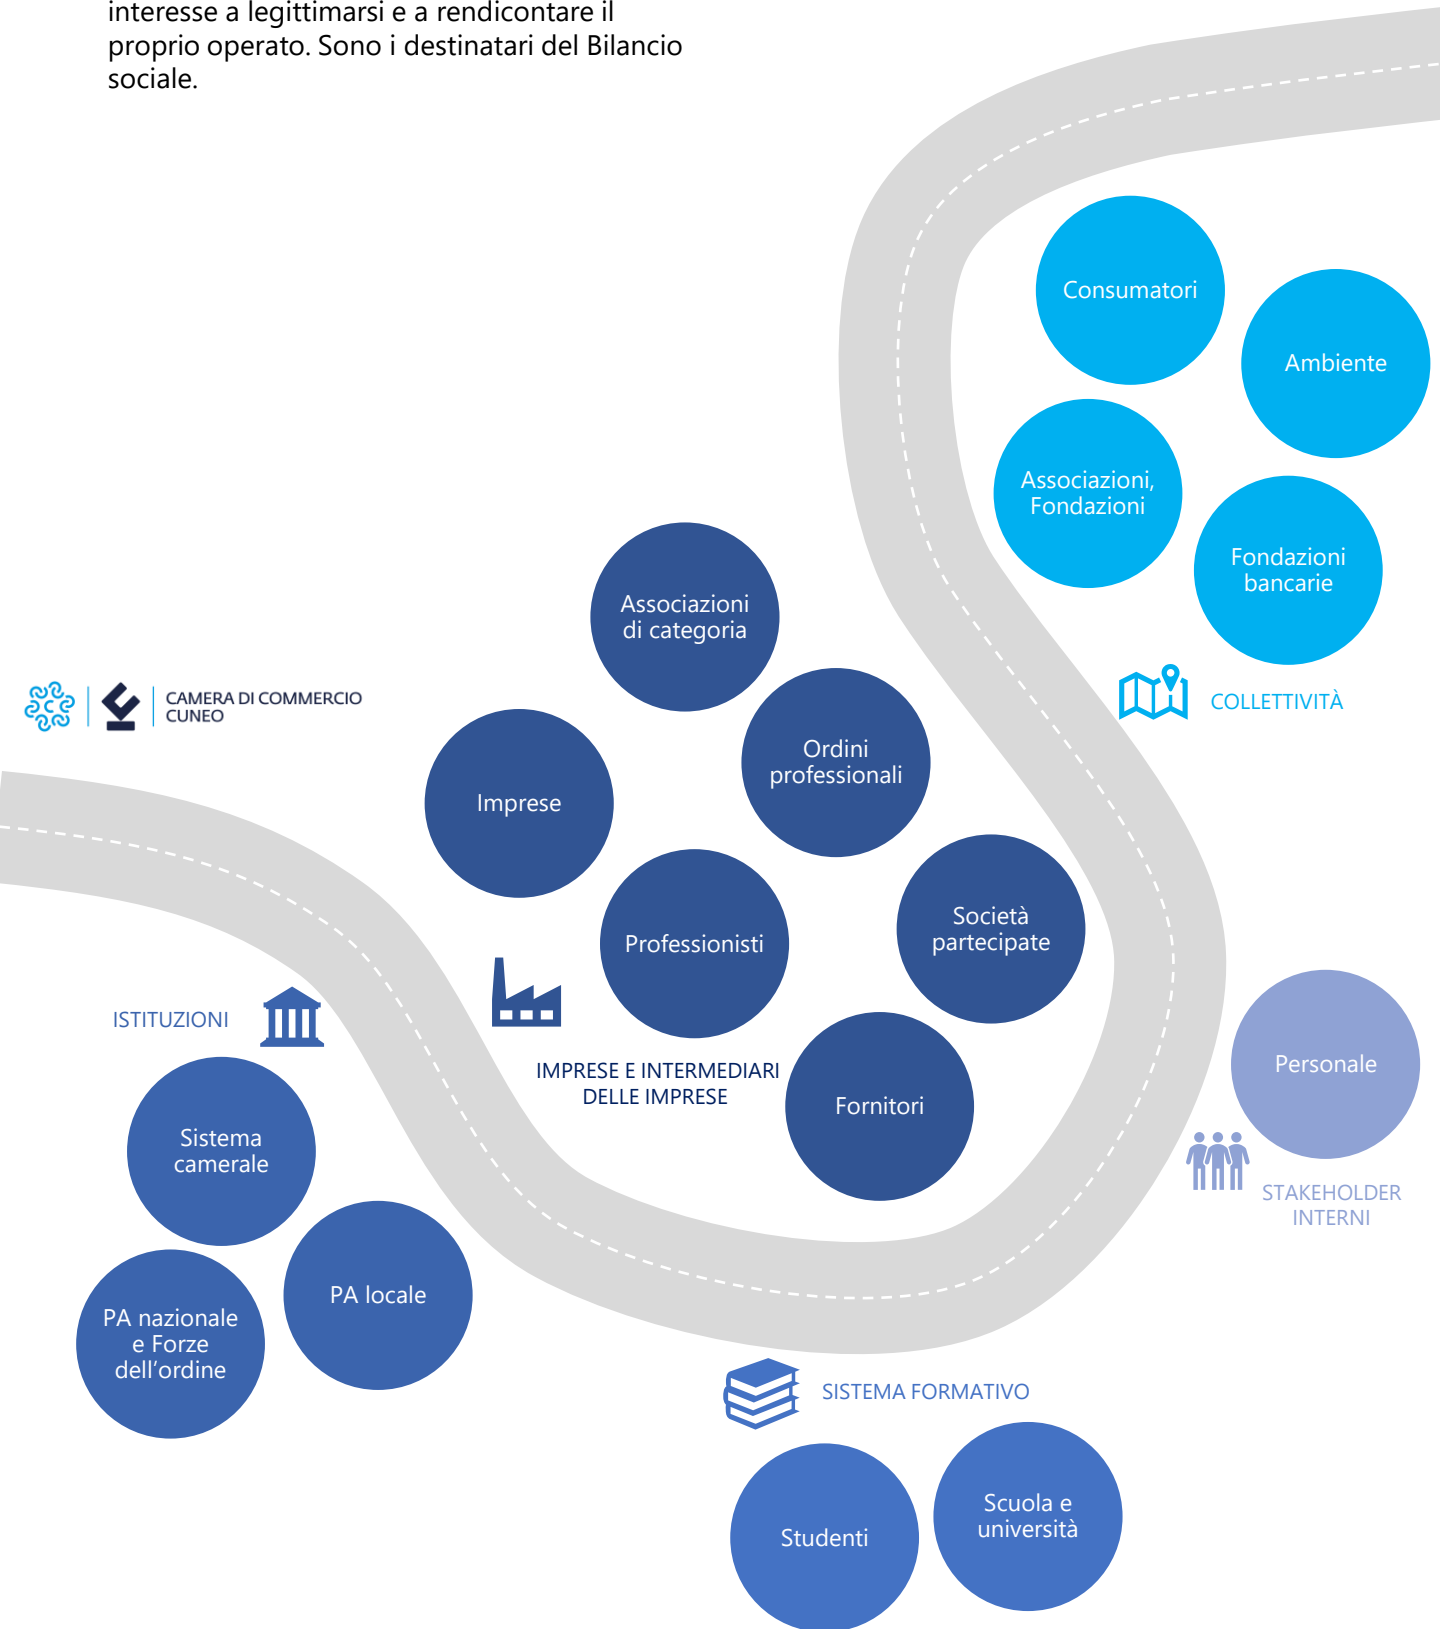 interesse a legittimarsi e a rendicontare il
proprio operato. Sono i destinatari del Bilancio
sociale.
Consumatori
Ambiente
Associazioni,
Fondazioni
Fondazioni
bancarie
COLLETTIVITÀ
Associazioni
di categoria
Ordini
professionali
Imprese
Professionisti
Società
partecipate
Fornitori
IMPRESE E INTERMEDIARI
DELLE IMPRESE
CAMERA DI COMMERCIO
CUNEO
ISTITUZIONI
Sistema
camerale
PA locale
PA nazionale
e Forze
dell'ordine
Personale
STAKEHOLDER
INTERNI
SISTEMA FORMATIVO
Studenti
Scuola e
università